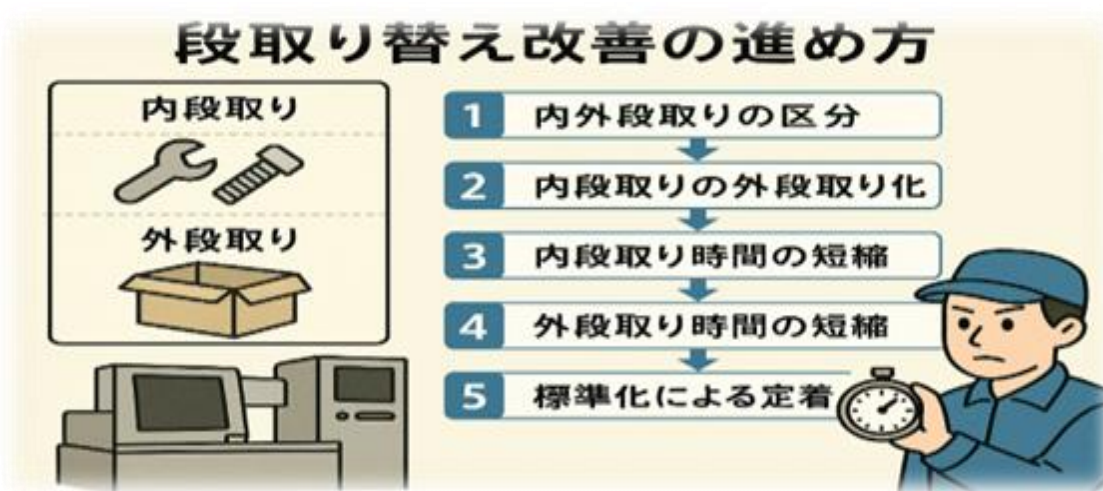 段取り替え改善の進め方
内段取り
外段取り
1 内外段取りの区分
2 内段取りの外段取り化
3 内段取り時間の短縮
4 外段取り時間の短縮
5 標準化による定着